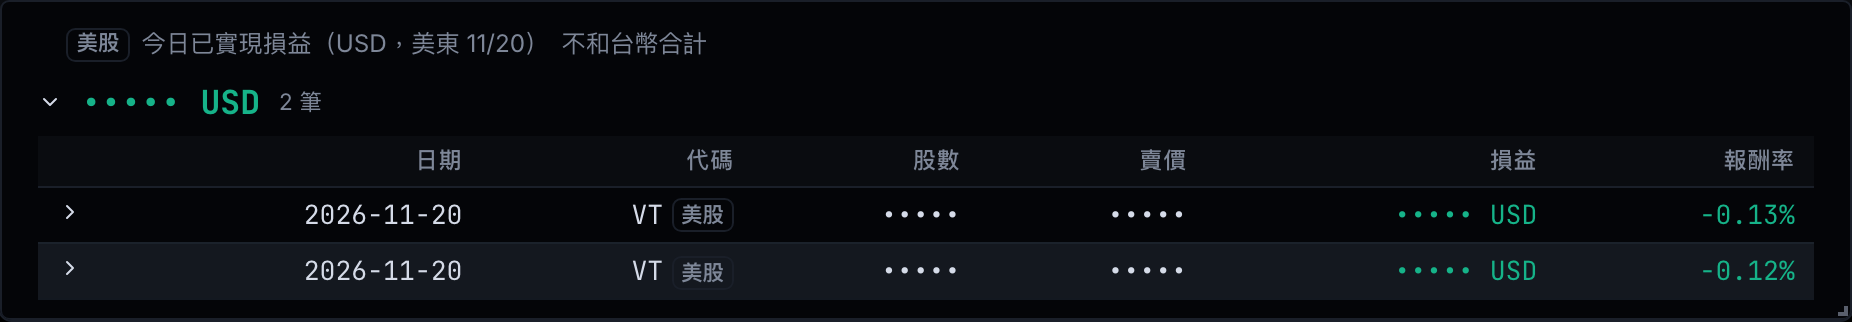 美股 今日已實現損益（USD，美東 11/20） 不和台幣合計
••••• USD 2 筆
日期 代碼 股數 賣價 損益 報酬率
2026-11-20 VT 美股 ••••• ••••• ••••• USD -0.13%
2026-11-20 VT 美股 ••••• ••••• ••••• USD -0.12%